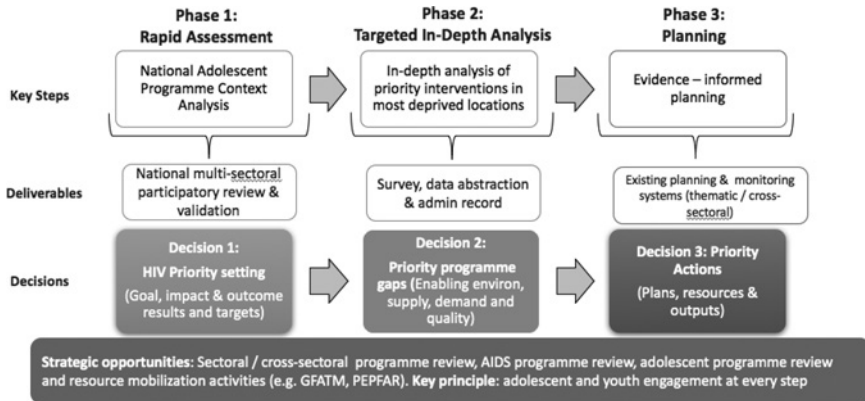 Phase 1:
Rapid Assessment
Phase 2:
Targeted In-Depth Analysis
Phase 3:
Planning
Key Steps
National Adolescent
Programme Context
Analysis
In-depth analysis of
priority interventions in
most deprived locations
Evidence – informed
planning
Deliverables
National multi-sectoral
participatory review &
validation
Survey, data abstraction
& admin record
Existing planning & monitoring
systems (thematic / cross-
sectoral)
Decisions
Decision 1:
HIV Priority setting
(Goal, impact & outcome
results and targets)
Decision 2:
Priority programme
gaps (Enabling environ,
supply, demand and
quality)
Decision 3: Priority
Actions
(Plans, resources &
outputs)
Strategic opportunities: Sectoral / cross-sectoral programme review, AIDS programme review, adolescent programme review
and resource mobilization activities (e.g. GFATM, PEPFAR). Key principle: adolescent and youth engagement at every step